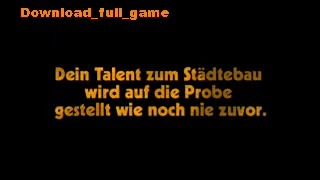 Download_full_game
Dein Talent zum Städtebau
wird auf die Probe
gestellt wie noch nie zuvor.